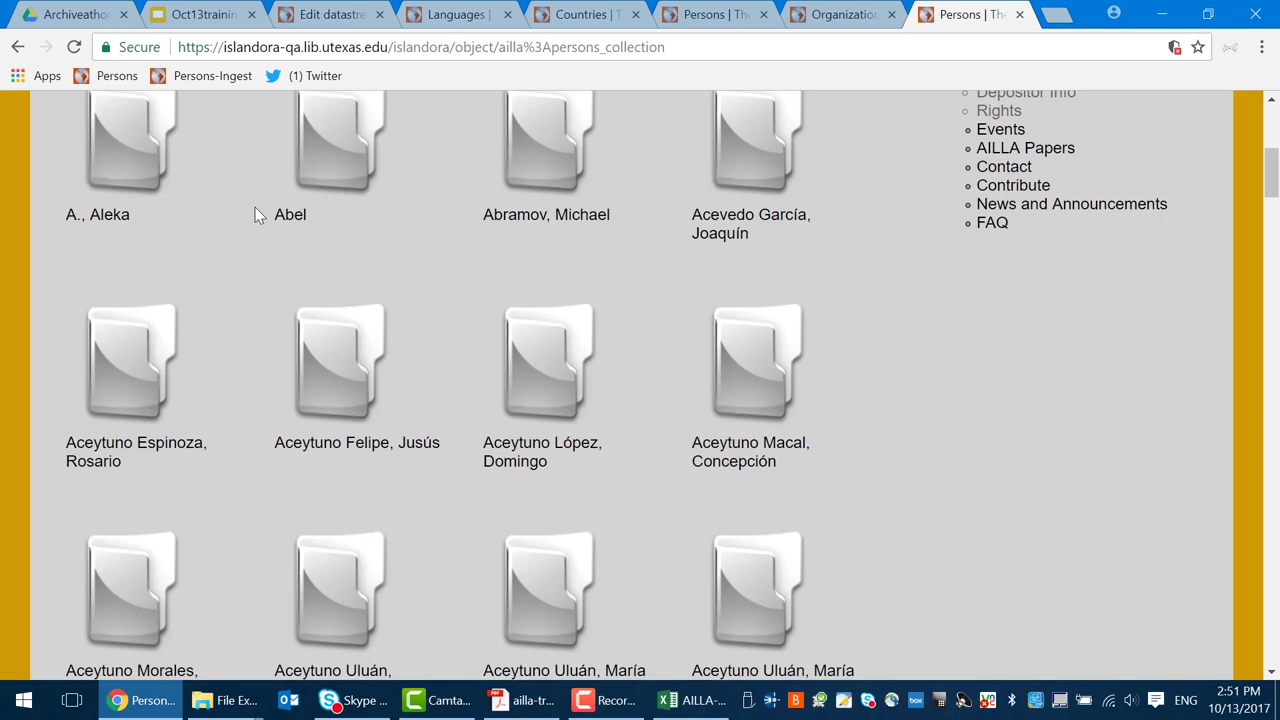 Archiveathon
Oct13trainin
Edit datastre
Languages |
Countries | T
Persons | The
Organization
Persons | The
Secure
https://islandora-qa.lib.utexas.edu/islandora/object/ailla%3Apersons_collection
Apps
Persons
Persons-Ingest
(1) Twitter
Depositor Info
Rights
Events
AILLA Papers
Contact
Contribute
News and Announcements
FAQ
A., Aleka
Abel
Abramov, Michael
Acevedo García,
Joaquín
Aceytuno Espinoza,
Rosario
Aceytuno Felipe, Jusús
Aceytuno López,
Domingo
Aceytuno Macal,
Concepción
Aceytuno Morales,
Aceytuno Uluán,
Aceytuno Uluán, María
Aceytuno Uluán, María
Person...
File Ex...
Skype ...
Camta...
ailla-tr...
Recor...
AILLA-...
ENG
2:51 PM
10/13/2017